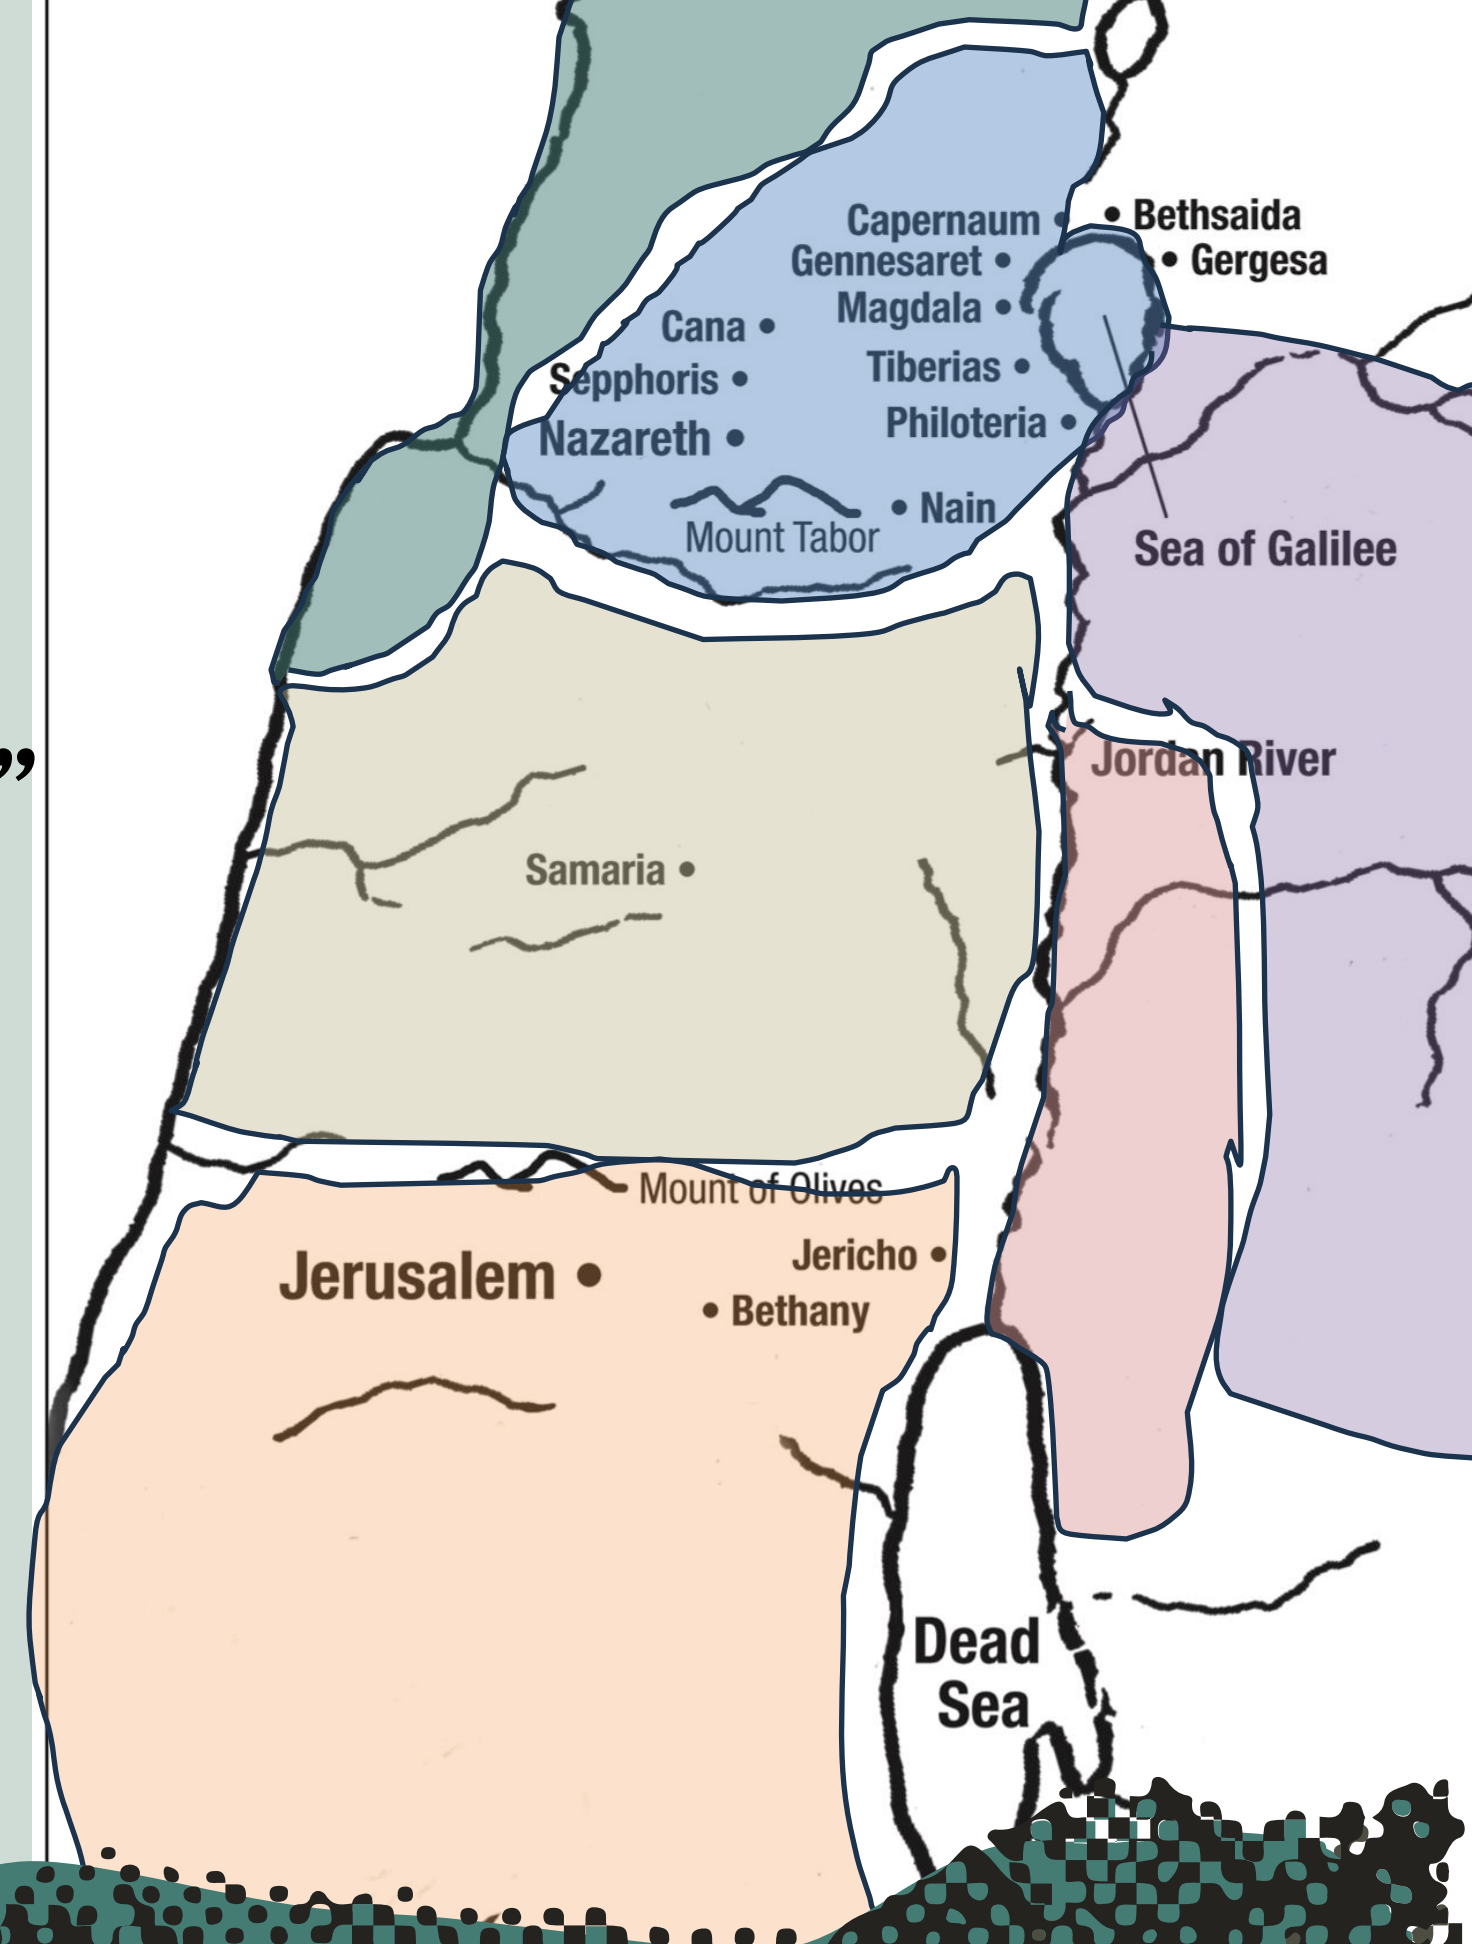 Capernaum
Bethsaida
Gennesaret
Gergesa
Magdala
Cana
Tiberias
Sepphoris
Philoteria
Nazareth
Nain
Mount Tabor
Sea of Galilee
”
Jordan River
Samaria
Mount of Olives
Jericho
Jerusalem
Bethany
Dead
Sea